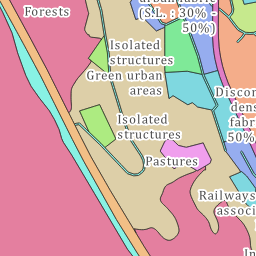 Forests
urban fabric
(S.L. : 30% -
50%)
Isolated
structures
Green urban
areas
Isolated
structures
Discon
dens
fabr
50%
Pastures
Railways
associ
In